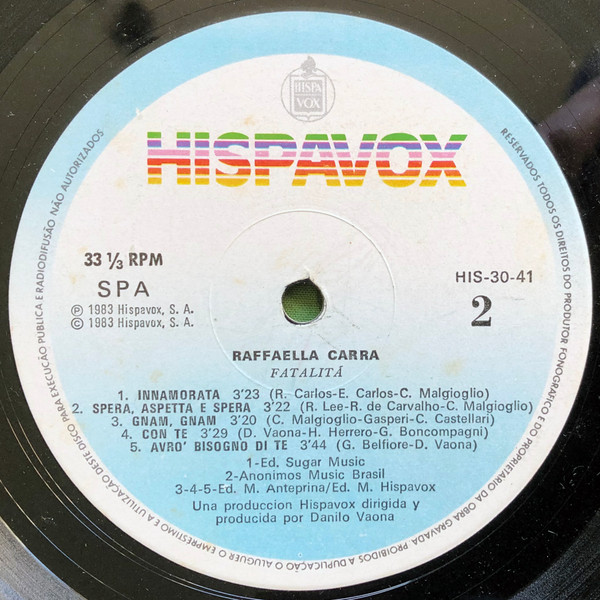 HISPA
VOX
HISPAVOX
33 ⅓ RPM
SPA
Ⓟ 1983 Hispavox, S. A.
© 1983 Hispavox, S. A.
HIS-30-41
2
RAFFAELLA CARRA
FATALITÁ
1. INNAMORATA 3'23 (R. Carlos-E. Carlos-C. Malgioglio)
2. SPERA, ASPETTA E SPERA 3'22 (R. Lee-R. de Carvalho-C. Malgioglio)
3. GNAM, GNAM 3'20 (C. Malgioglio-Gasperi-C. Castellari)
4. CON TE 3'29 (D. Vaona-H. Herrero-G. Boncompagni)
5. AVRO' BISOGNO DI TE 3'44 (G. Belfiore-D. Vaona)
1-Ed. Sugar Music
2-Anonimos Music Brasil
3-4-5-Ed. M. Anteprina/Ed. M. Hispavox
Una produccion Hispavox dirigida y
producida por Danilo Vaona
RESERVADOS TODOS OS DIREITOS DO PRODUTOR FONOGRÁFICO E DO PROPRIETÁRIO DA OBRA GRAVADA. PROIBIDOS A DUPLICAÇÃO O ALUGUER O EMPRESTIMO E A UTILIZAÇÃO DESTE DISCO PARA EXECUÇÃO PUBLICA E RADIODIFUSÃO NÃO AUTORIZADOS